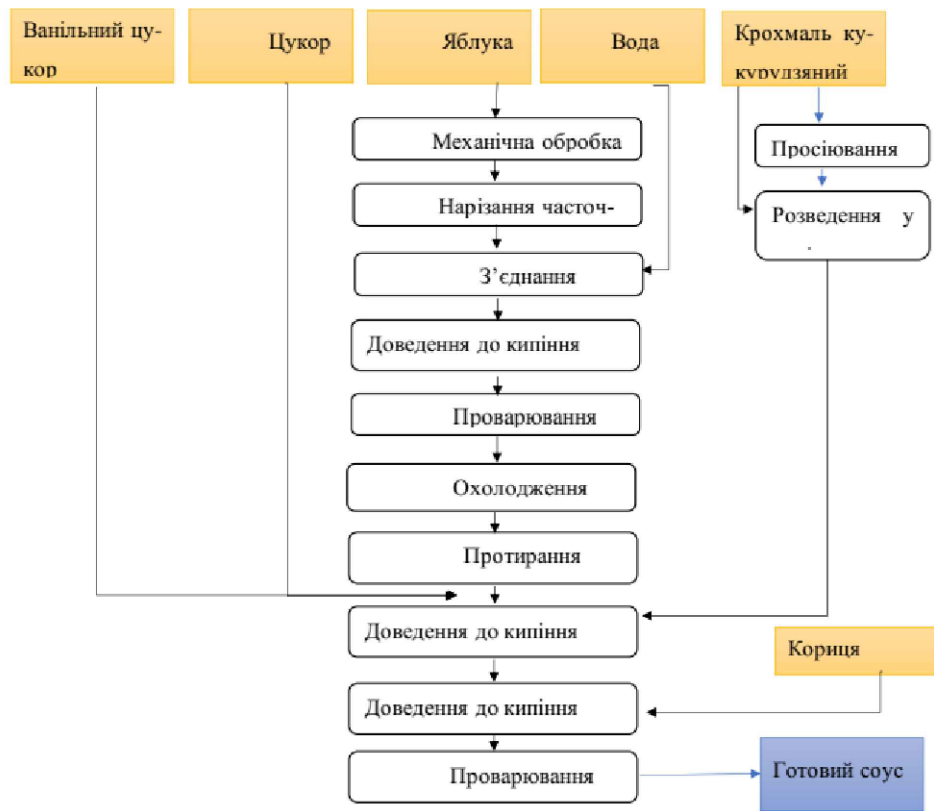 Ванільний цу-
кор
Цукор
Яблука
Вода
Крохмаль ку-
курудзяний
Механічна обробка
Просіювання
Нарізання часточ-
Розведення у
З’єднання
Доведення до кипіння
Проварювання
Охолодження
Протирання
Доведення до кипіння
Кориця
Доведення до кипіння
Проварювання
Готовий соус